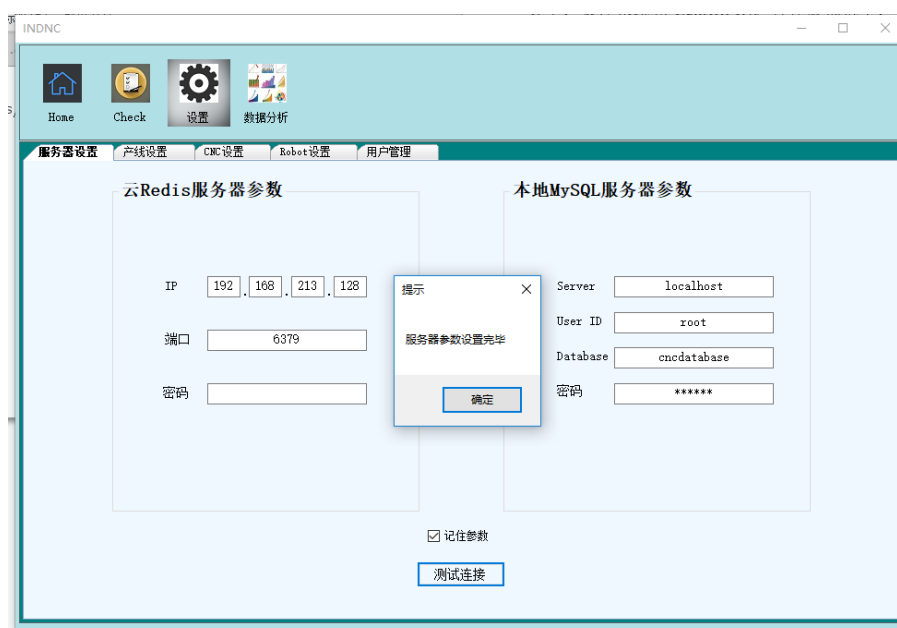 INDNC
Home Check 设置 数据分析
服务器设置 产线设置 CNC设置 Robot设置 用户管理
云Redis服务器参数
IP 192 . 168 . 213 . 128
端口 6379
密码
本地MySQL服务器参数
Server localhost
User ID root
Database cncdatabase
密码 ******
提示
服务器参数设置完毕
确定
记住参数
测试连接